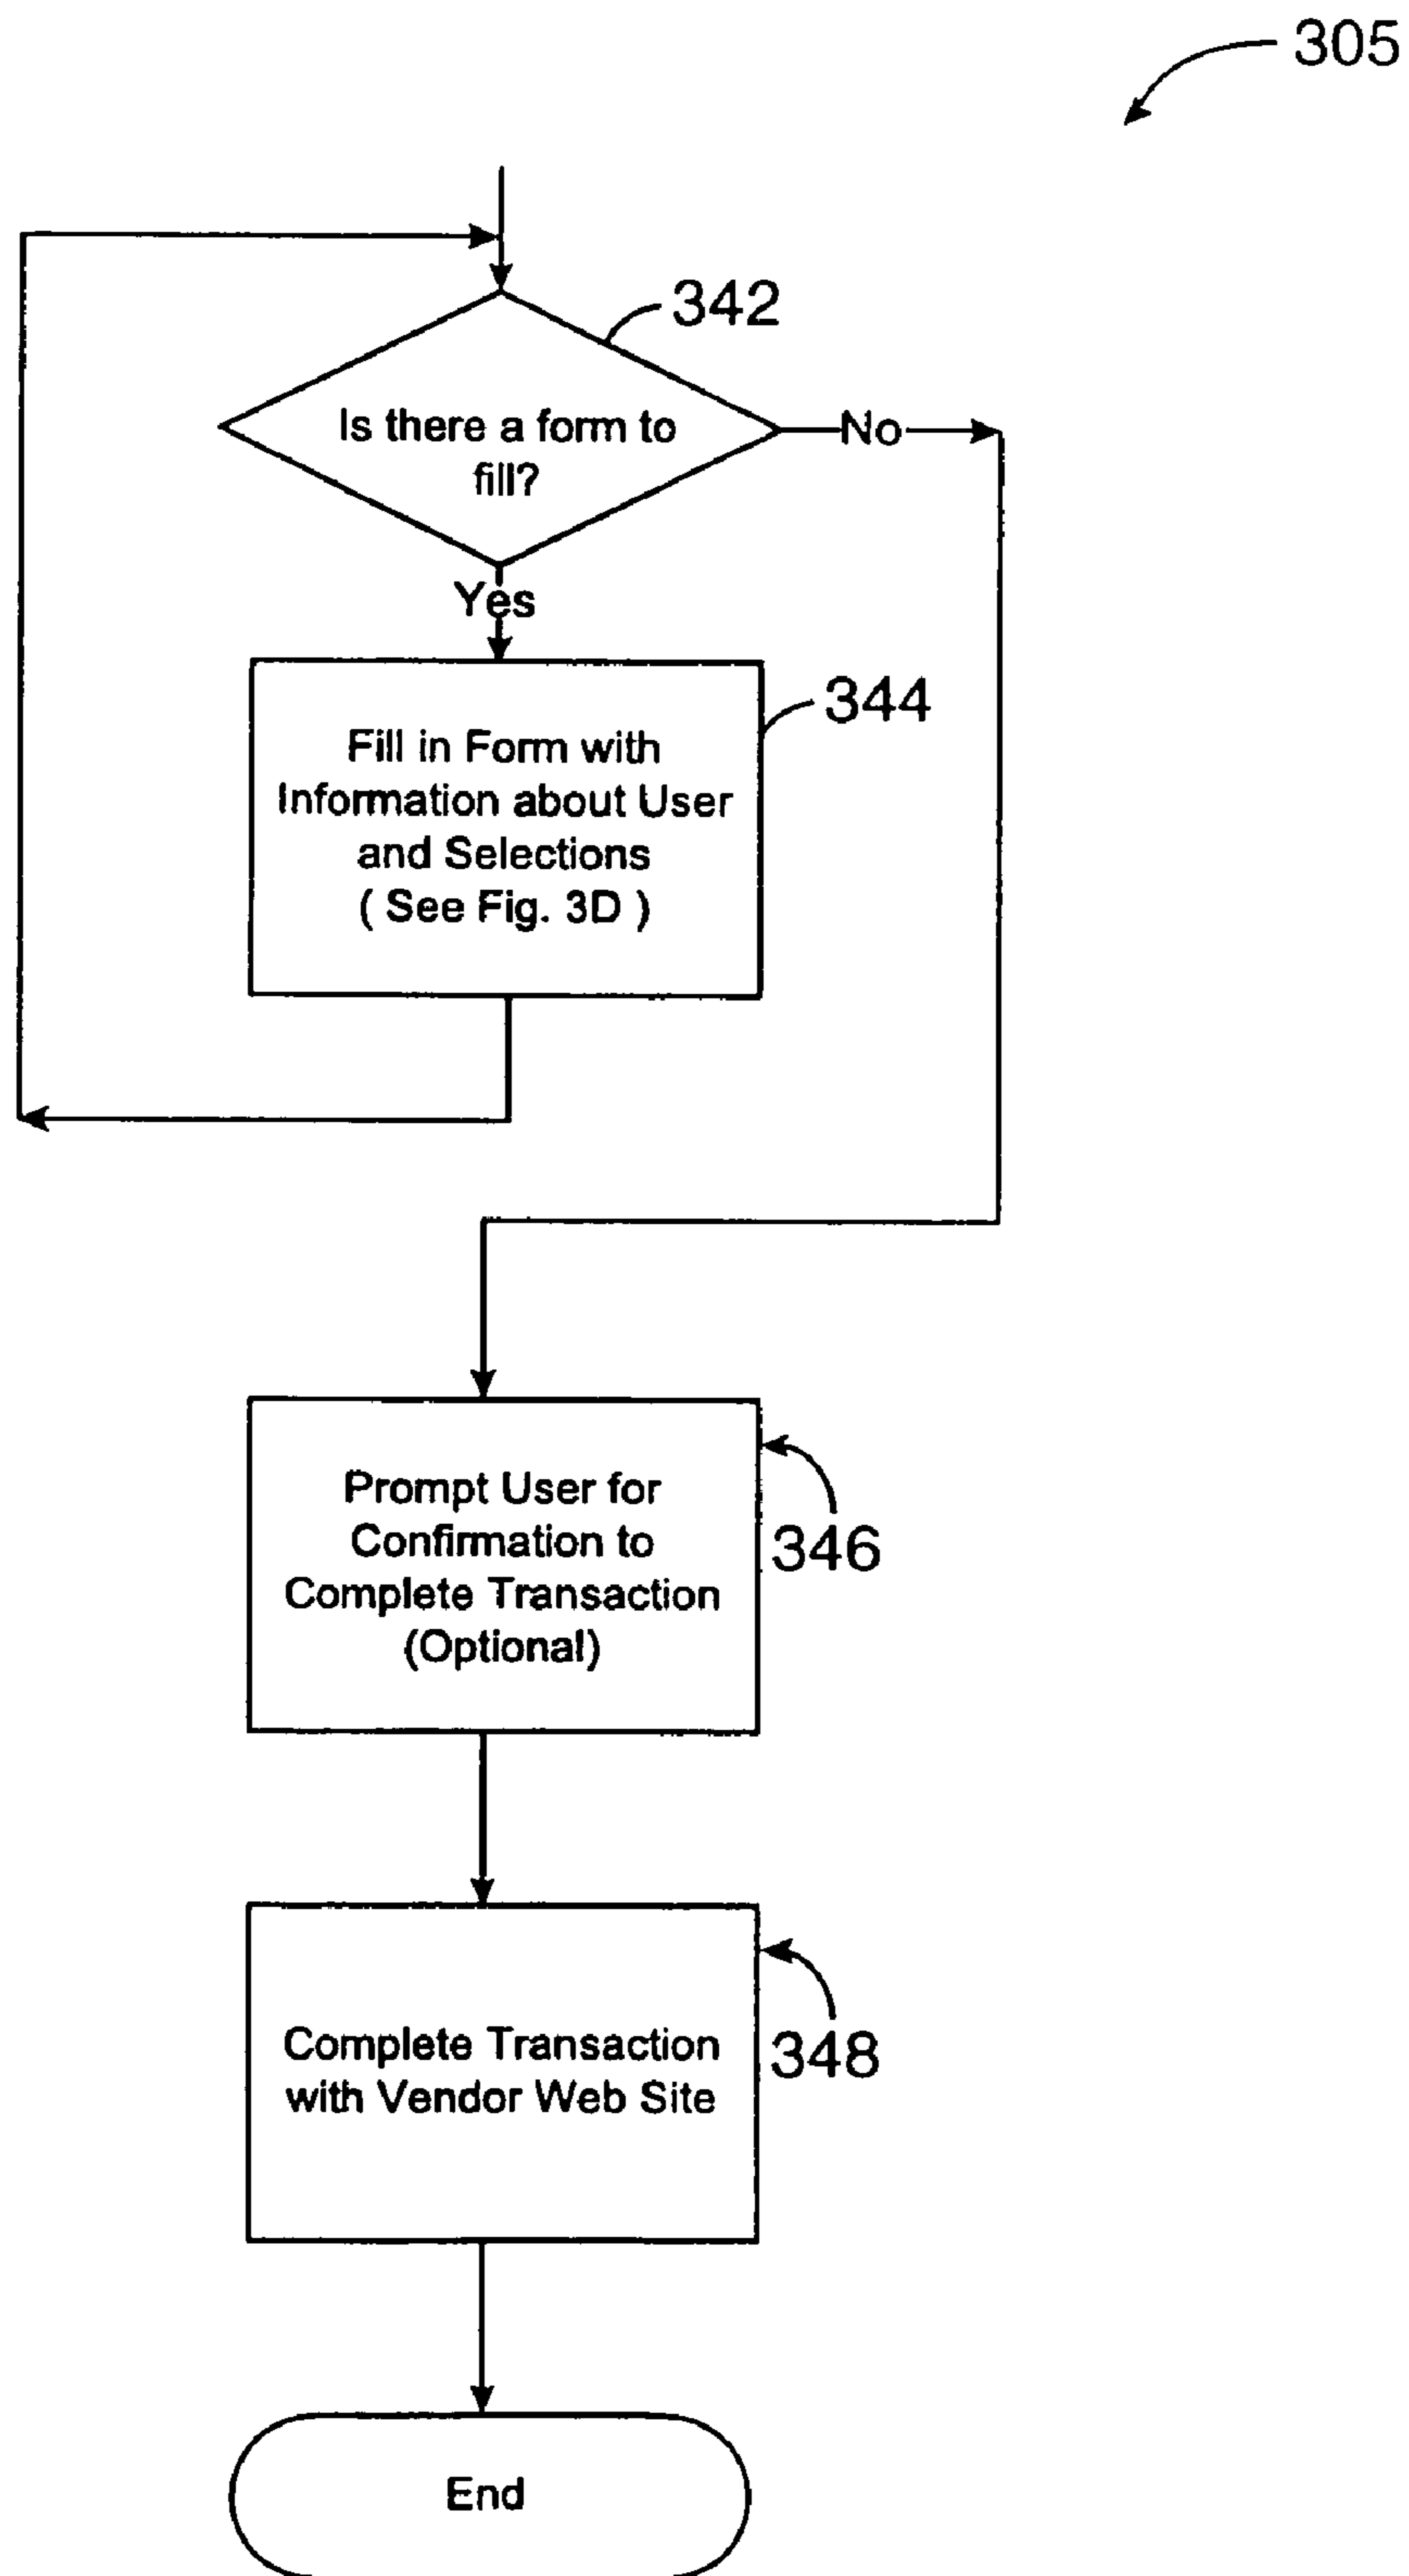 305
342
Is there a form to
fill?
No
Yes
344
Fill in Form with
Information about User
and Selections
( See Fig. 3D )
Prompt User for
Confirmation to
Complete Transaction
(Optional)
346
Complete Transaction
with Vendor Web Site
348
End